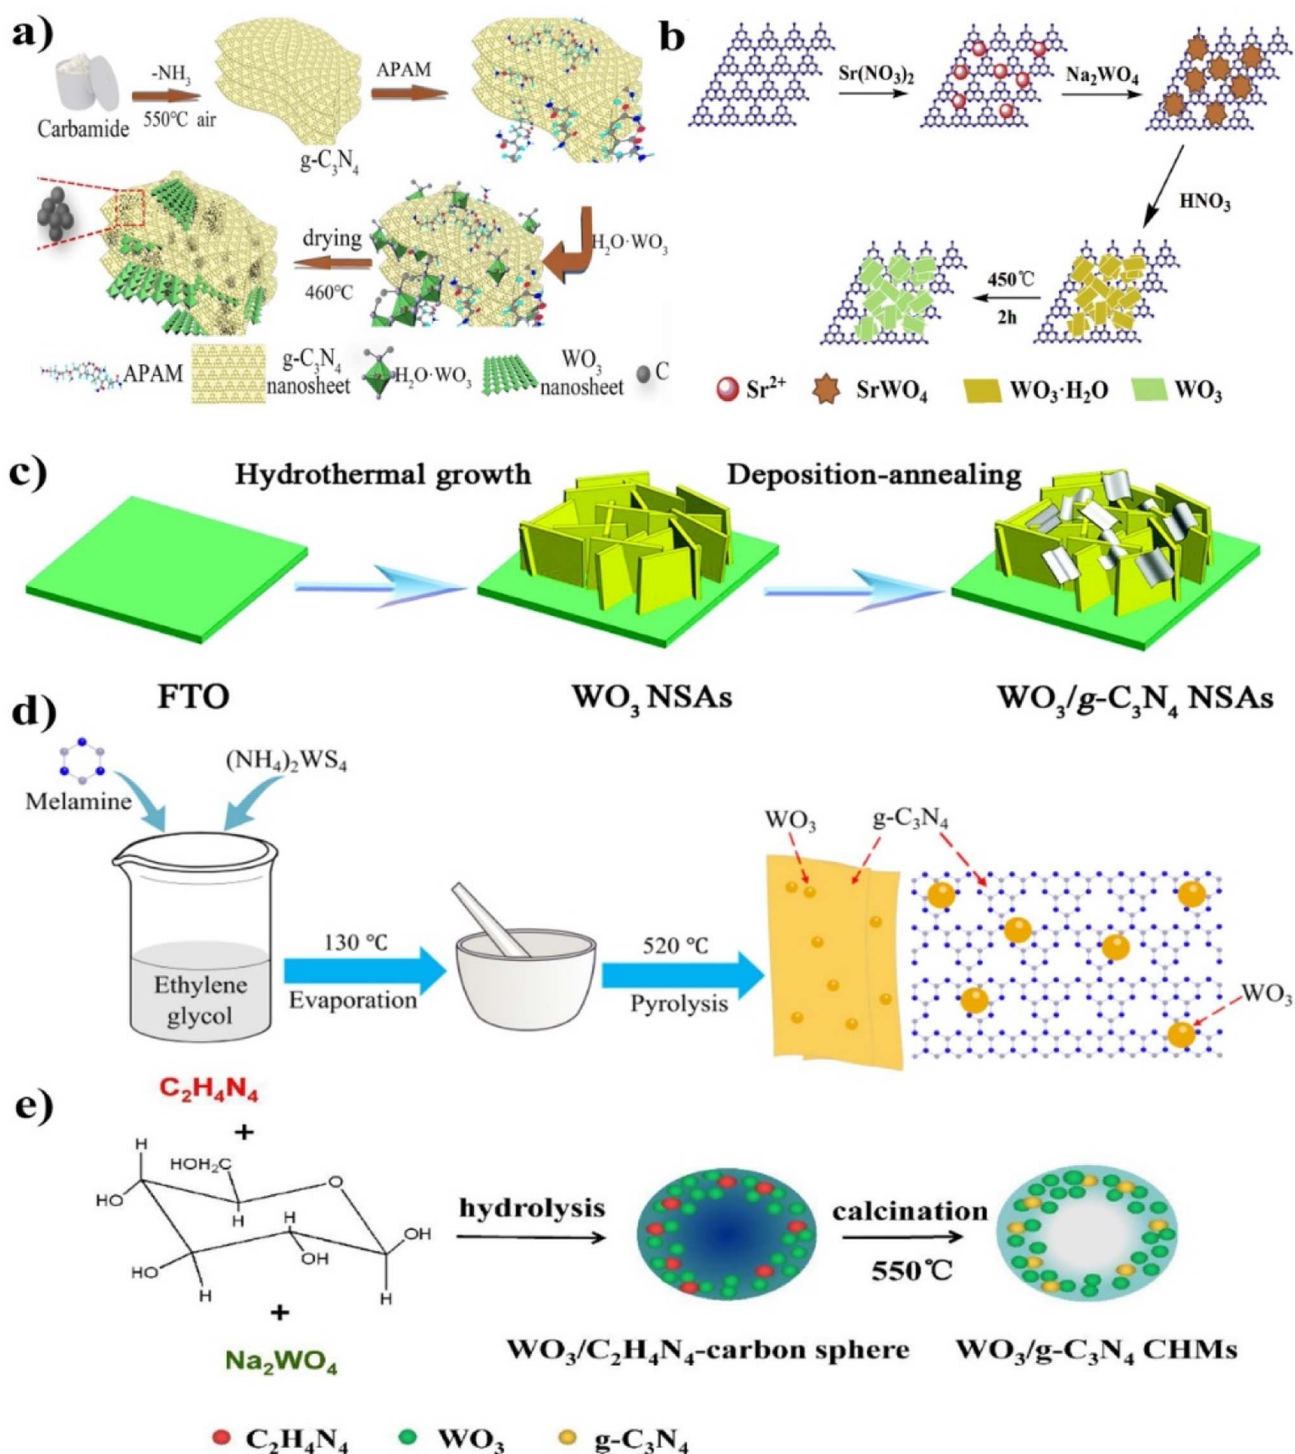 a)
Carbamide
-NH3
550°C air
g-C3N4
APAM
H2O·WO3
drying
460°C
APAM
g-C3N4
nanosheet
H2O·WO3
WO3
nanosheet
C
b
Sr(NO3)2
Na2WO4
HNO3
450℃
2h
Sr2+
SrWO4
WO3·H2O
WO3
c)
Hydrothermal growth
Deposition-annealing
FTO
WO3 NSAs
WO3/g-C3N4 NSAs
d)
Melamine
(NH4)2WS4
Ethylene
glycol
130 °C
Evaporation
520 °C
Pyrolysis
WO3
g-C3N4
WO3
e)
C2H4N4
+
H
HOH2C
O
HO
H
H
OH
OH
HO
H
H
+
Na2WO4
hydrolysis
WO3/C2H4N4-carbon sphere
calcination
550℃
WO3/g-C3N4 CHMs
C2H4N4
WO3
g-C3N4